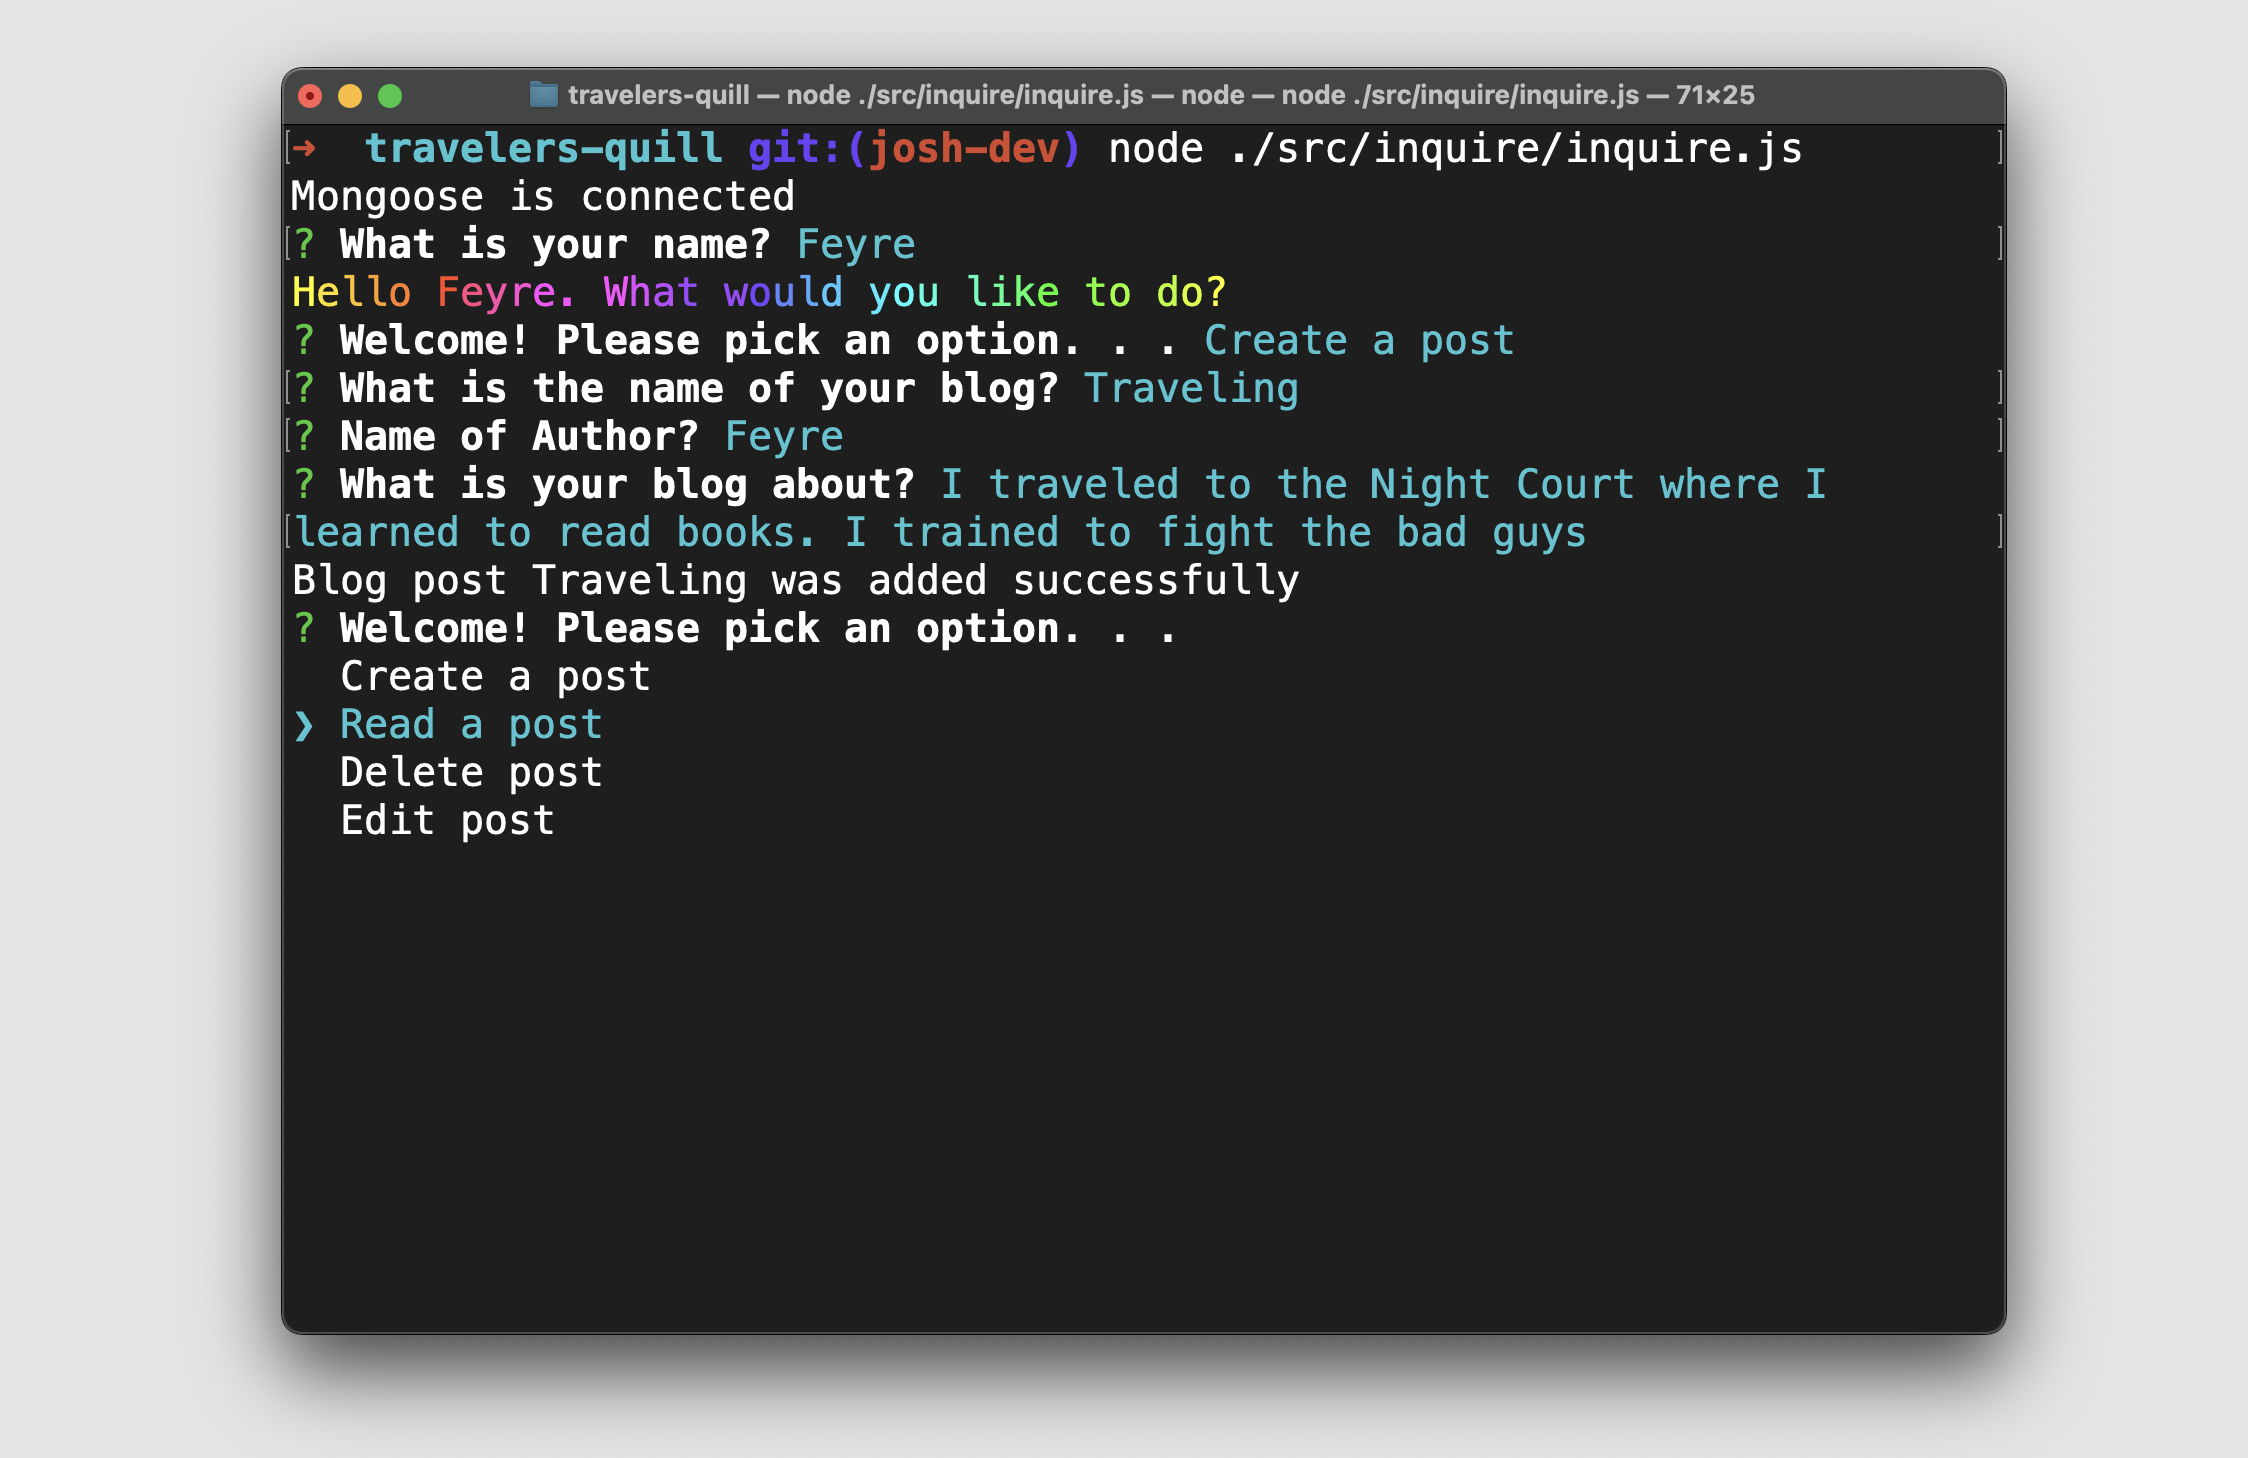 travelers-quill — node ./src/inquire/inquire.js — node — node ./src/inquire/inquire.js — 71×25
➜  travelers-quill git:(josh-dev) node ./src/inquire/inquire.js
Mongoose is connected
? What is your name? Feyre
Hello Feyre. What would you like to do?
? Welcome! Please pick an option. . . Create a post
? What is the name of your blog? Traveling
? Name of Author? Feyre
? What is your blog about? I traveled to the Night Court where I
learned to read books. I trained to fight the bad guys
Blog post Traveling was added successfully
? Welcome! Please pick an option. . .
Create a post
❯ Read a post
Delete post
Edit post